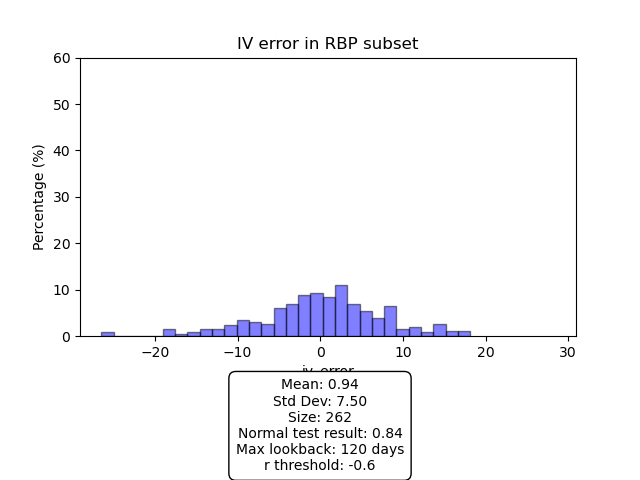 IV error in RBP subset
Percentage (%)
60
50
40
30
20
10
0
−20
−10
0
10
20
30
iv_error
Mean: 0.94
Std Dev: 7.50
Size: 262
Normal test result: 0.84
Max lookback: 120 days
r threshold: -0.6